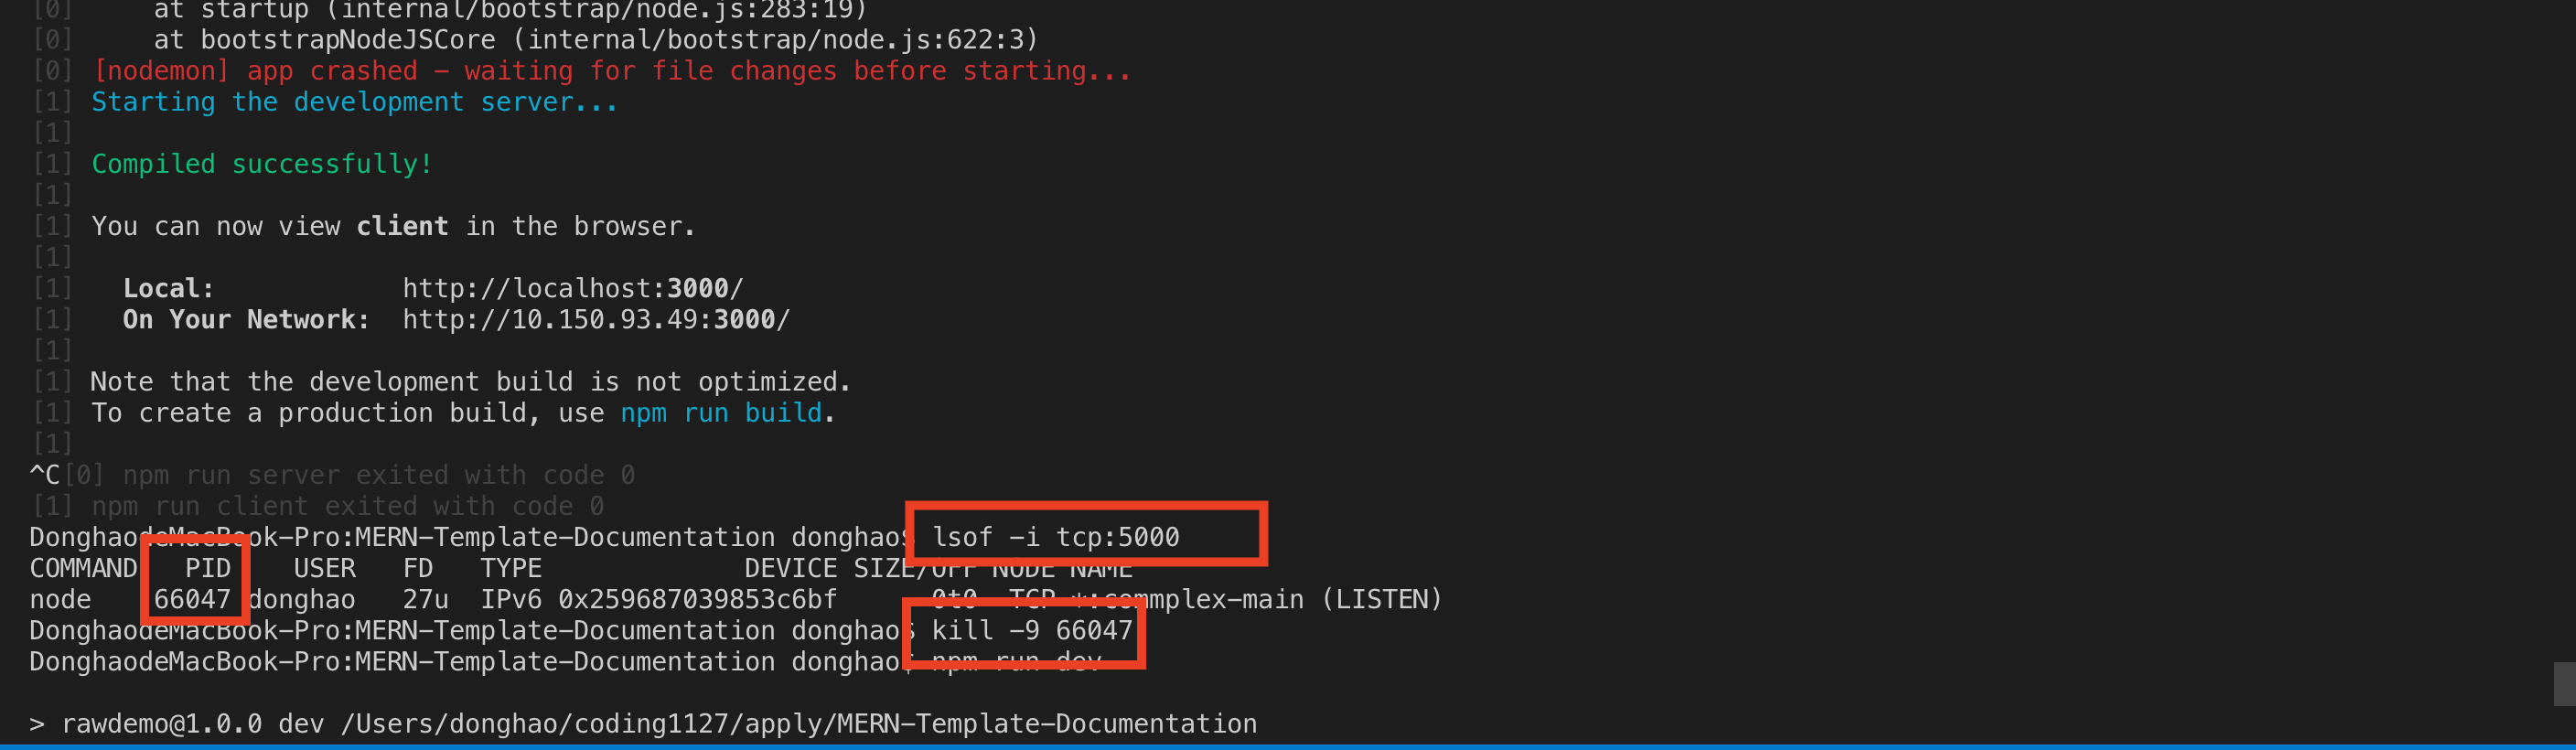 [0]     at startup (internal/bootstrap/node.js:283:19)
[0]     at bootstrapNodeJSCore (internal/bootstrap/node.js:622:3)
[0] [nodemon] app crashed - waiting for file changes before starting...
[1] Starting the development server...
[1]
[1] Compiled successfully!
[1]
[1] You can now view client in the browser.
[1]
[1]   Local:            http://localhost:3000/
[1]   On Your Network:  http://10.150.93.49:3000/
[1]
[1] Note that the development build is not optimized.
[1] To create a production build, use npm run build.
[1]
^C[0] npm run server exited with code 0
[1] npm run client exited with code 0
DonghaodeMacBook-Pro:MERN-Template-Documentation donghao$ lsof -i tcp:5000
COMMAND   PID    USER   FD   TYPE             DEVICE SIZE/OFF NODE NAME
node    66047 donghao   27u  IPv6 0x259687039853c6bf      0t0  TCP *:commplex-main (LISTEN)
DonghaodeMacBook-Pro:MERN-Template-Documentation donghao$ kill -9 66047
DonghaodeMacBook-Pro:MERN-Template-Documentation donghao$ npm run dev

> rawdemo@1.0.0 dev /Users/donghao/coding1127/apply/MERN-Template-Documentation